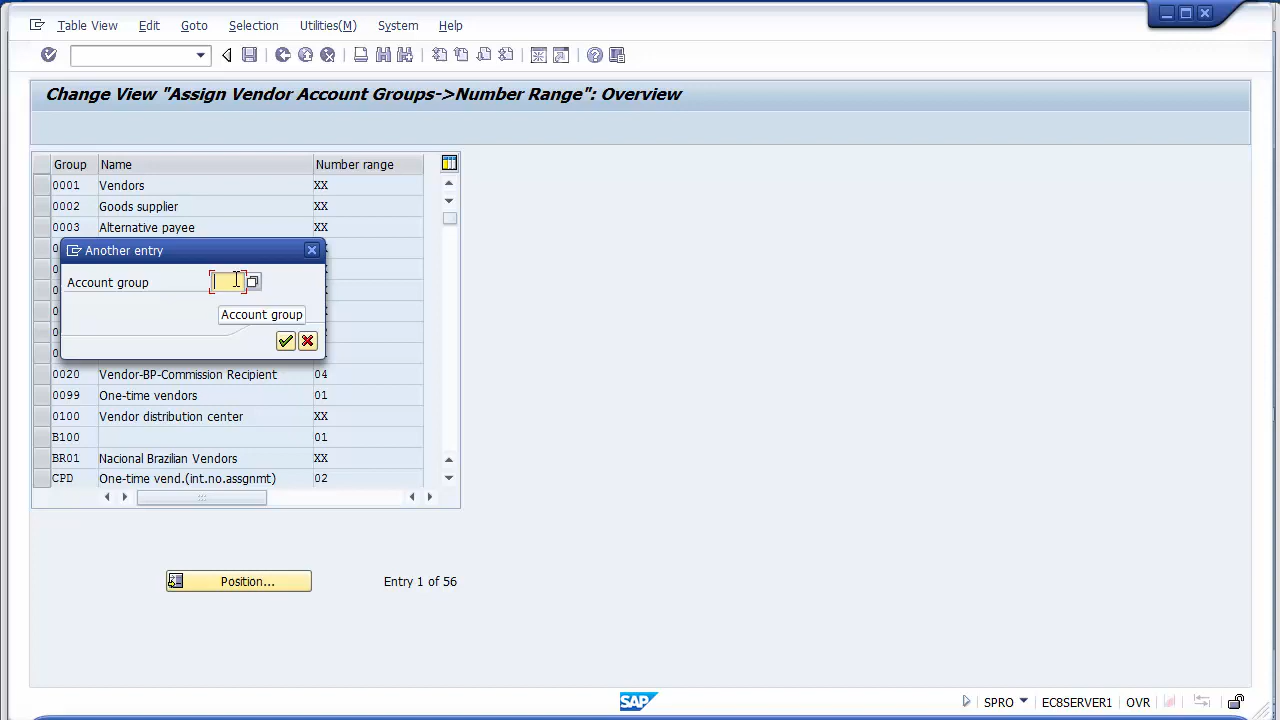 Table View Edit Goto Selection Utilities(M) System Help
Change View "Assign Vendor Account Groups->Number Range": Overview
Group Name Number range
0001 Vendors XX
0002 Goods supplier XX
0003 Alternative payee XX
Another entry
Account group
Account group
0020 Vendor-BP-Commission Recipient 04
0099 One-time vendors 01
0100 Vendor distribution center XX
B100 01
BR01 Nacional Brazilian Vendors XX
CPD One-time vend.(int.no.assgnmt) 02
Position... Entry 1 of 56
SAP SPRO EC8SERVER1 OVR